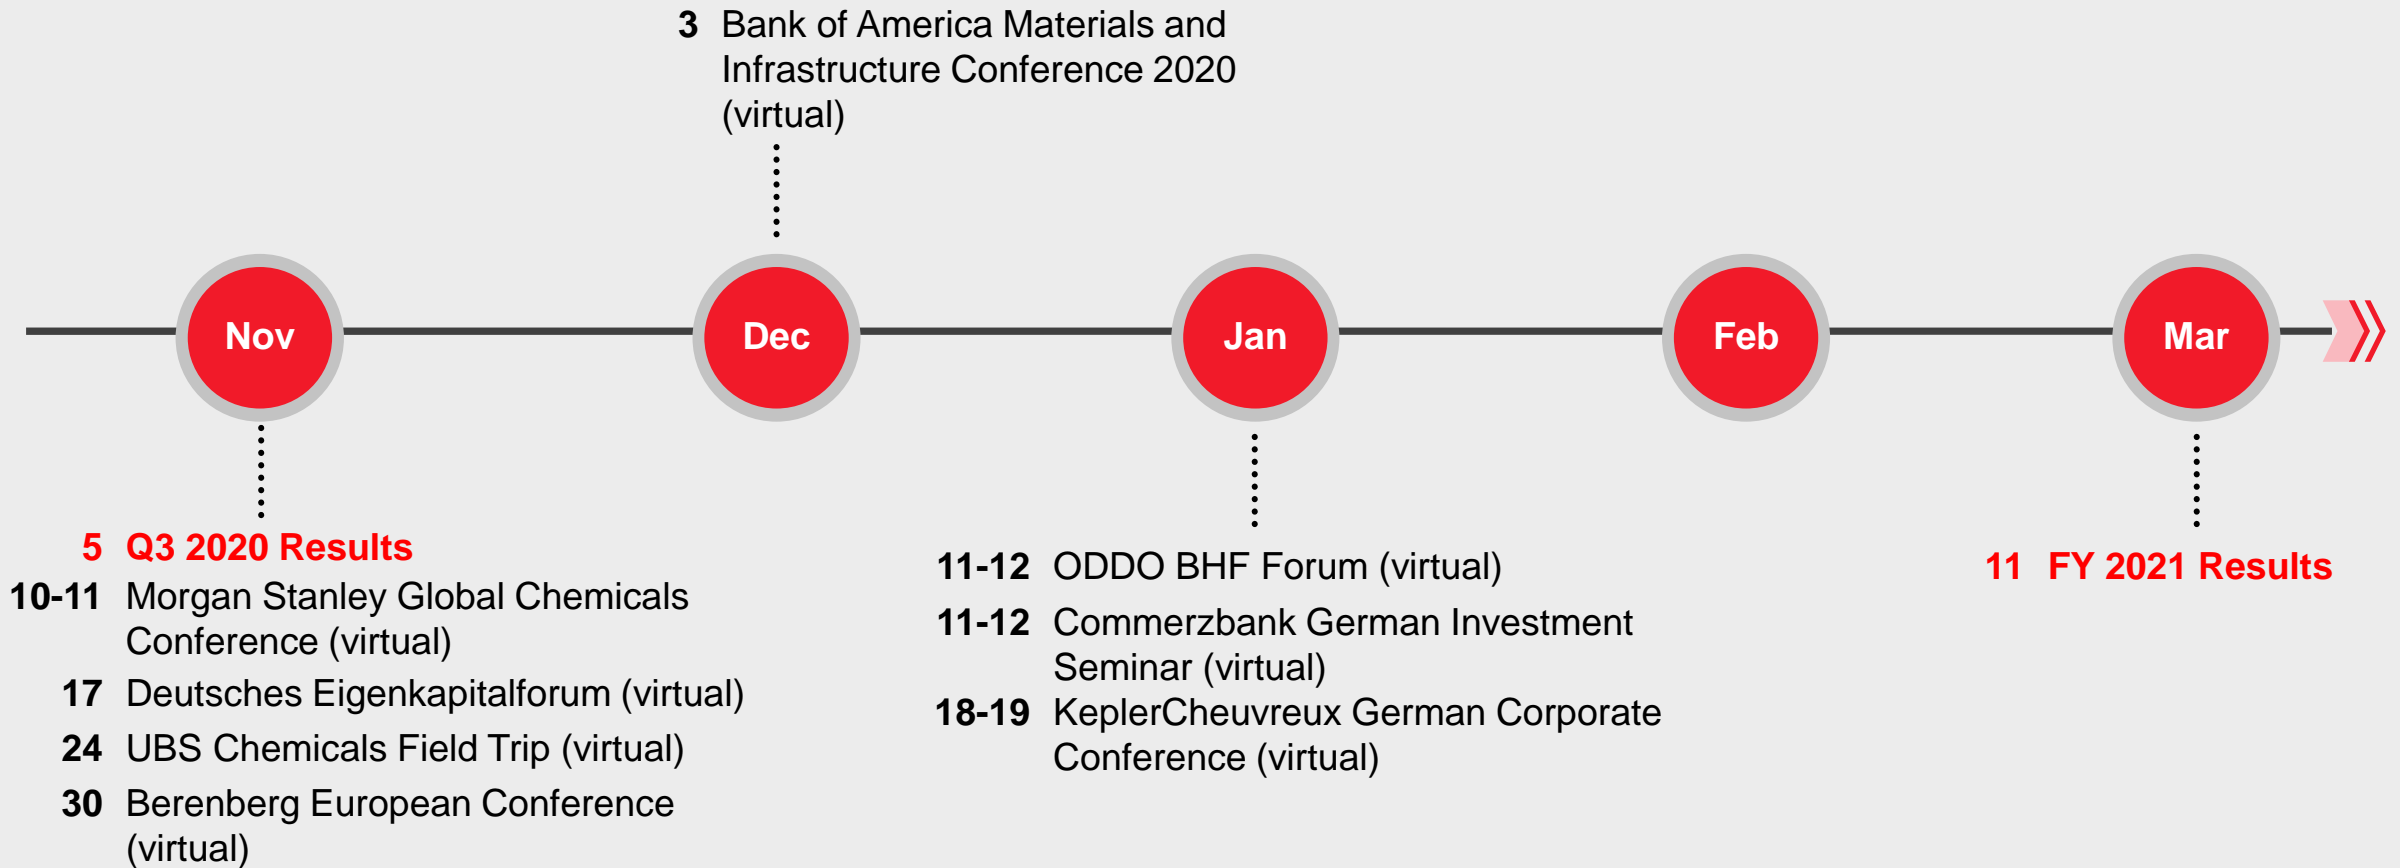 3 Bank of America Materials and
Infrastructure Conference 2020
(virtual)
Nov
Dec
Jan
Feb
Mar
5 Q3 2020 Results
10-11 Morgan Stanley Global Chemicals
Conference (virtual)
17 Deutsches Eigenkapitalforum (virtual)
24 UBS Chemicals Field Trip (virtual)
30 Berenberg European Conference
(virtual)
11-12 ODDO BHF Forum (virtual)
11-12 Commerzbank German Investment
Seminar (virtual)
18-19 KeplerCheuvreux German Corporate
Conference (virtual)
11 FY 2021 Results